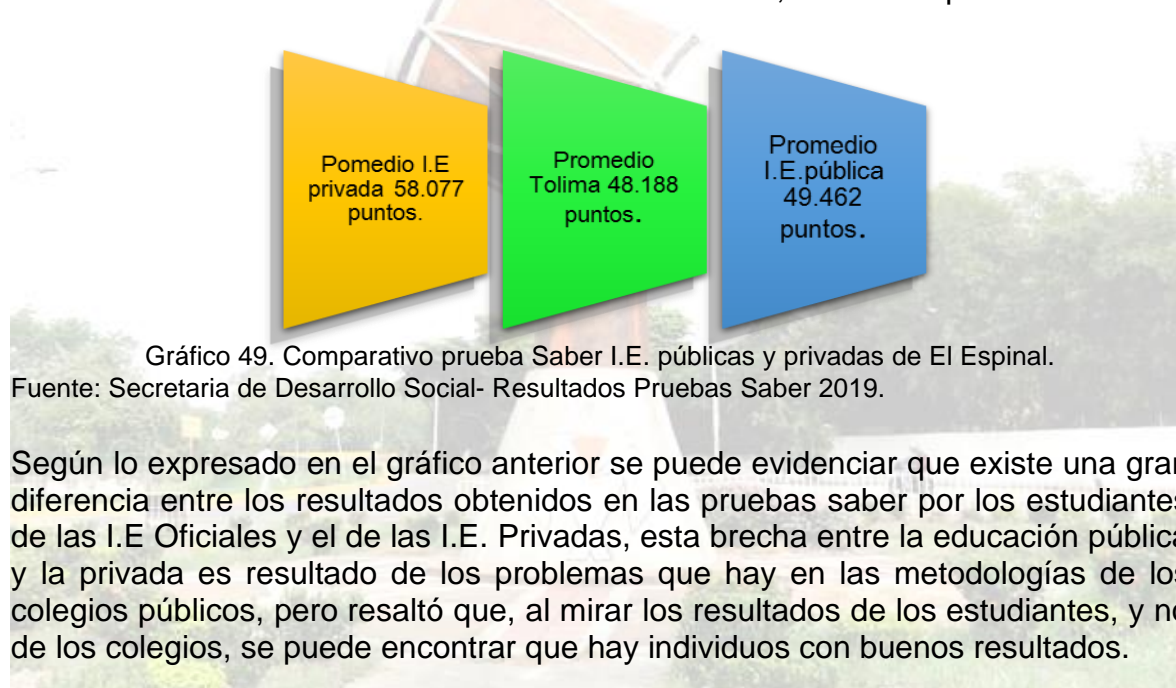 Pomedio I.E
privada 58.077
puntos.
Promedio
Tolima 48.188
puntos.
Promedio
I.E.pública
49.462
puntos.
Gráfico 49. Comparativo prueba Saber I.E. públicas y privadas de El Espinal.
Fuente: Secretaria de Desarrollo Social- Resultados Pruebas Saber 2019.
Según lo expresado en el gráfico anterior se puede evidenciar que existe una gran
diferencia entre los resultados obtenidos en las pruebas saber por los estudiantes
de las I.E Oficiales y el de las I.E. Privadas, esta brecha entre la educación pública
y la privada es resultado de los problemas que hay en las metodologías de los
colegios públicos, pero resaltó que, al mirar los resultados de los estudiantes, y no
de los colegios, se puede encontrar que hay individuos con buenos resultados.